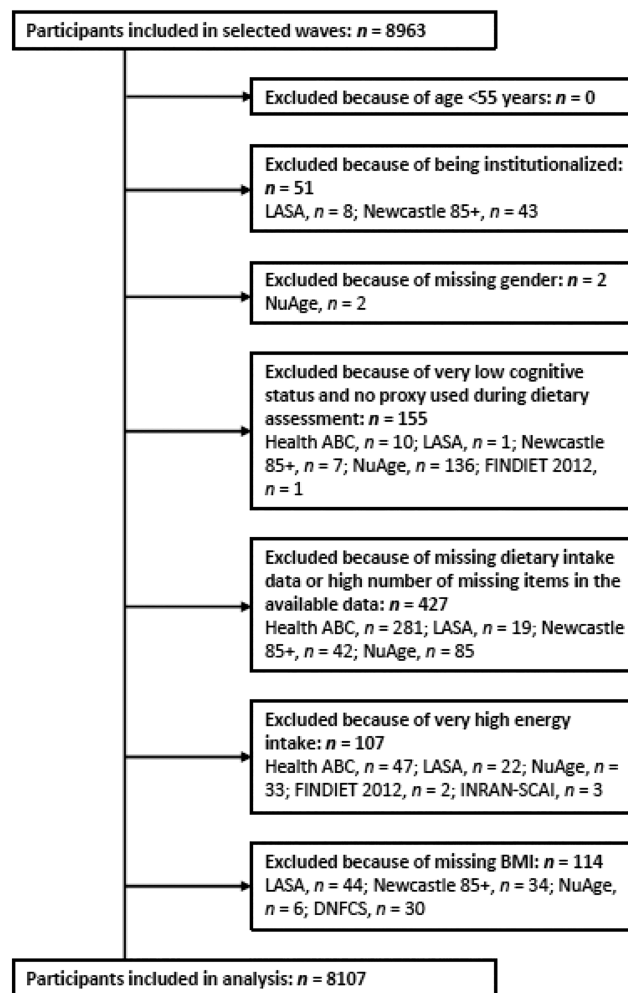 Participants included in selected waves: n = 8963
Excluded because of age <55 years: n = 0
Excluded because of being institutionalized:
n = 51
LASA, n = 8; Newcastle 85+, n = 43
Excluded because of missing gender: n = 2
NuAge, n = 2
Excluded because of very low cognitive
status and no proxy used during dietary
assessment: n = 155
Health ABC, n = 10; LASA, n = 1; Newcastle
85+, n = 7; NuAge, n = 136; FINDIET 2012,
n = 1
Excluded because of missing dietary intake
data or high number of missing items in the
available data: n = 427
Health ABC, n = 281; LASA, n = 19; Newcastle
85+, n = 42; NuAge, n = 85
Excluded because of very high energy
intake: n = 107
Health ABC, n = 47; LASA, n = 22; NuAge, n =
33; FINDIET 2012, n = 2; INRAN-SCAI, n = 3
Excluded because of missing BMI: n = 114
LASA, n = 44; Newcastle 85+, n = 34; NuAge,
n = 6; DNFCS, n = 30
Participants included in analysis: n = 8107